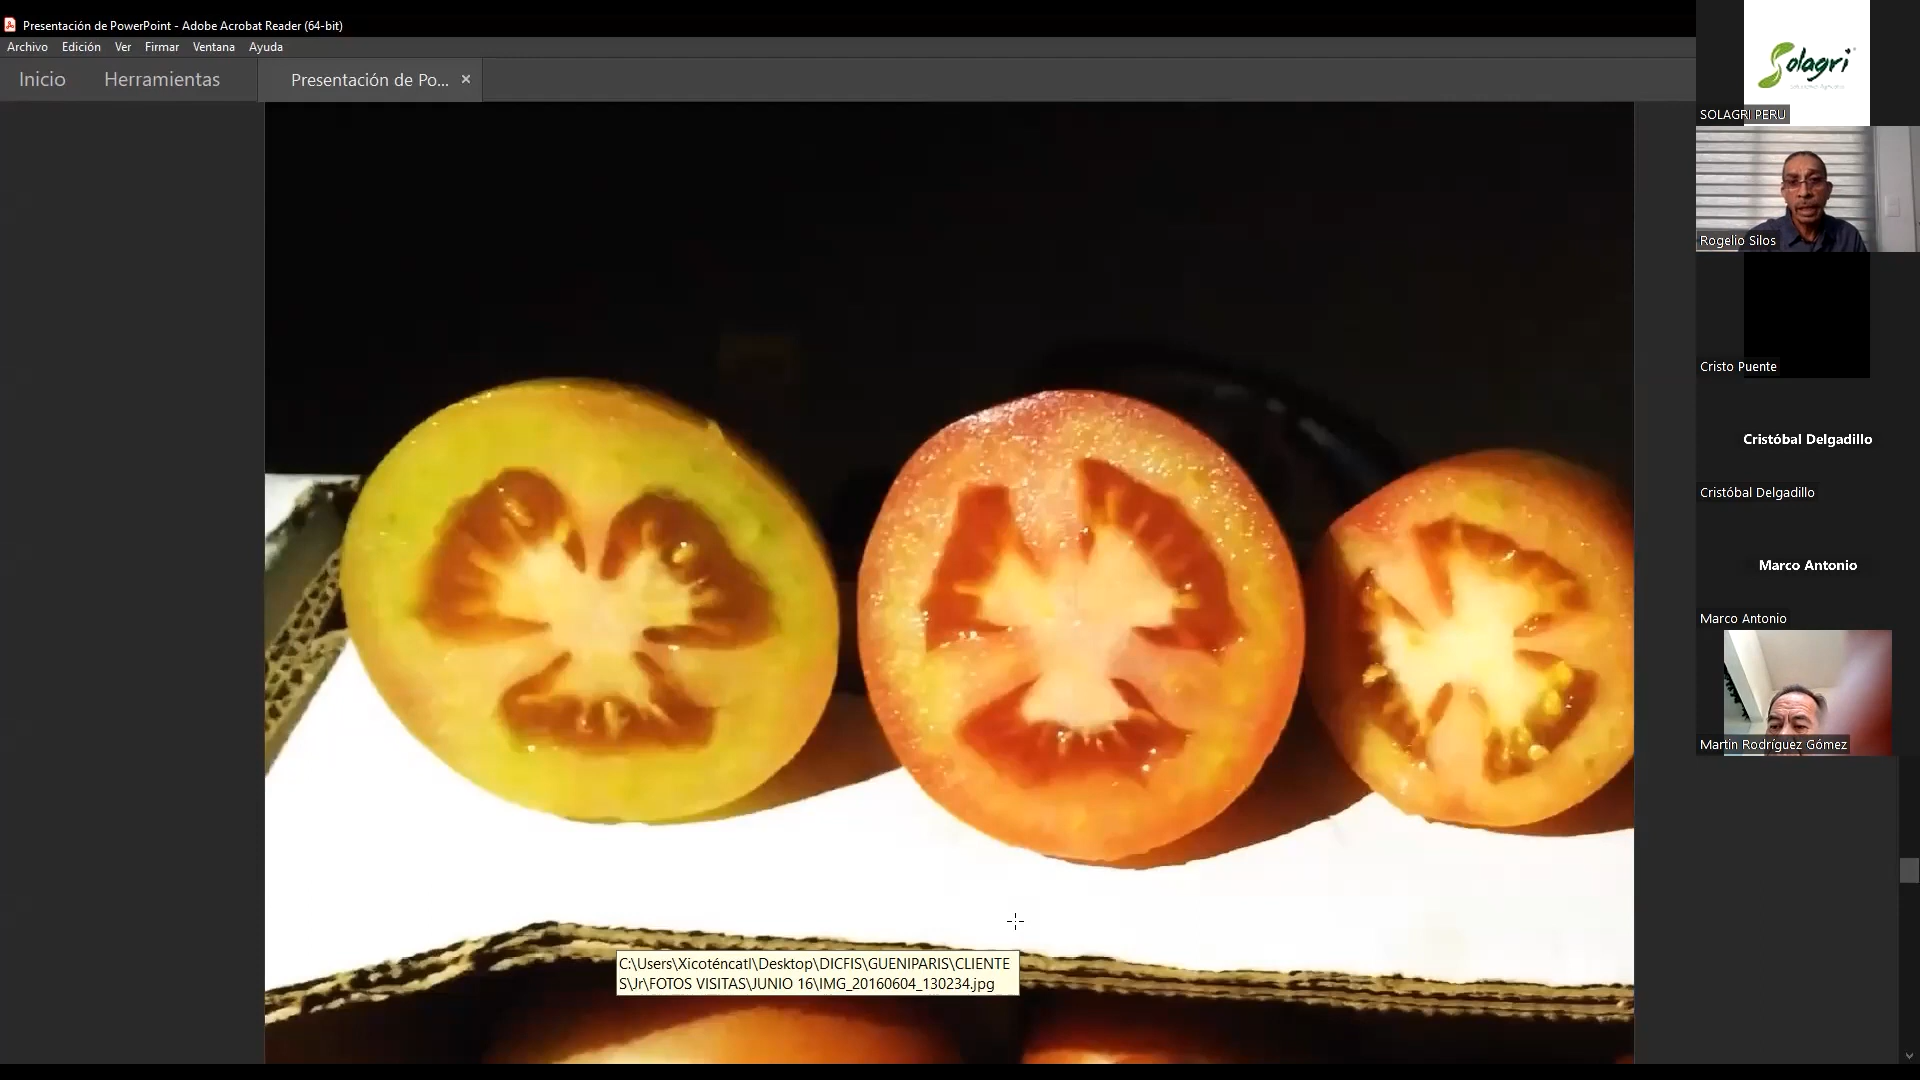 Presentación de PowerPoint - Adobe Acrobat Reader (64-bit)
Archivo Edición Ver Firmar Ventana Ayuda
Inicio Herramientas Presentación de Po... ×
Solagri
SOLAGRI PERU
Rogelio Silos
Cristo Puente
Cristóbal Delgadillo
Cristóbal Delgadillo
Marco Antonio
Marco Antonio
Martin Rodríguez Gómez
C:\Users\Xicoténcatl\Desktop\DICFIS\GUENIPARIS\CLIENTE
S\Jr\FOTOS VISITAS\JUNIO 16\IMG_20160604_130234.jpg